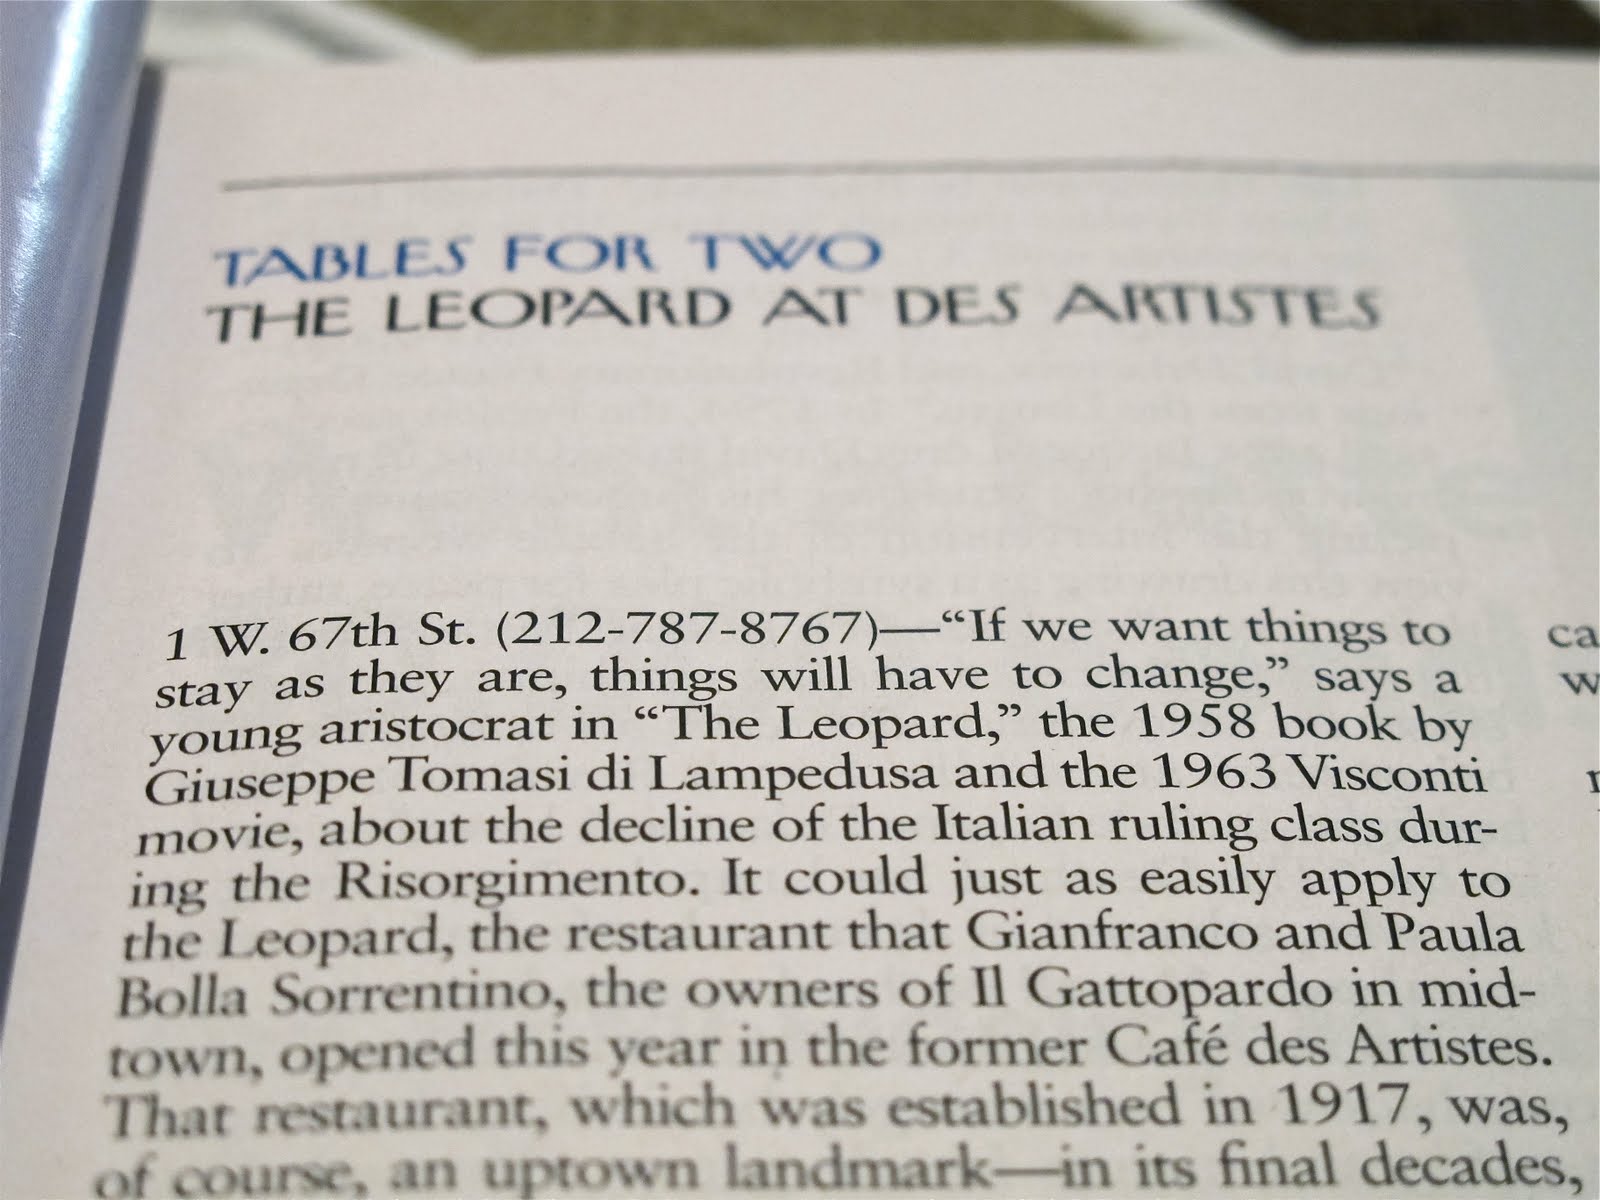 TABLES FOR TWO
THE LEOPARD AT DES ARTISTES
1 W. 67th St. (212-787-8767)—“If we want things to
stay as they are, things will have to change,” says a
young aristocrat in “The Leopard,” the 1958 book by
Giuseppe Tomasi di Lampedusa and the 1963 Visconti
movie, about the decline of the Italian ruling class dur-
ing the Risorgimento. It could just as easily apply to
the Leopard, the restaurant that Gianfranco and Paula
Bolla Sorrentino, the owners of Il Gattopardo in mid-
town, opened this year in the former Café des Artistes.
That restaurant, which was established in 1917, was,
of course, an uptown landmark—in its final decades,
ca
w